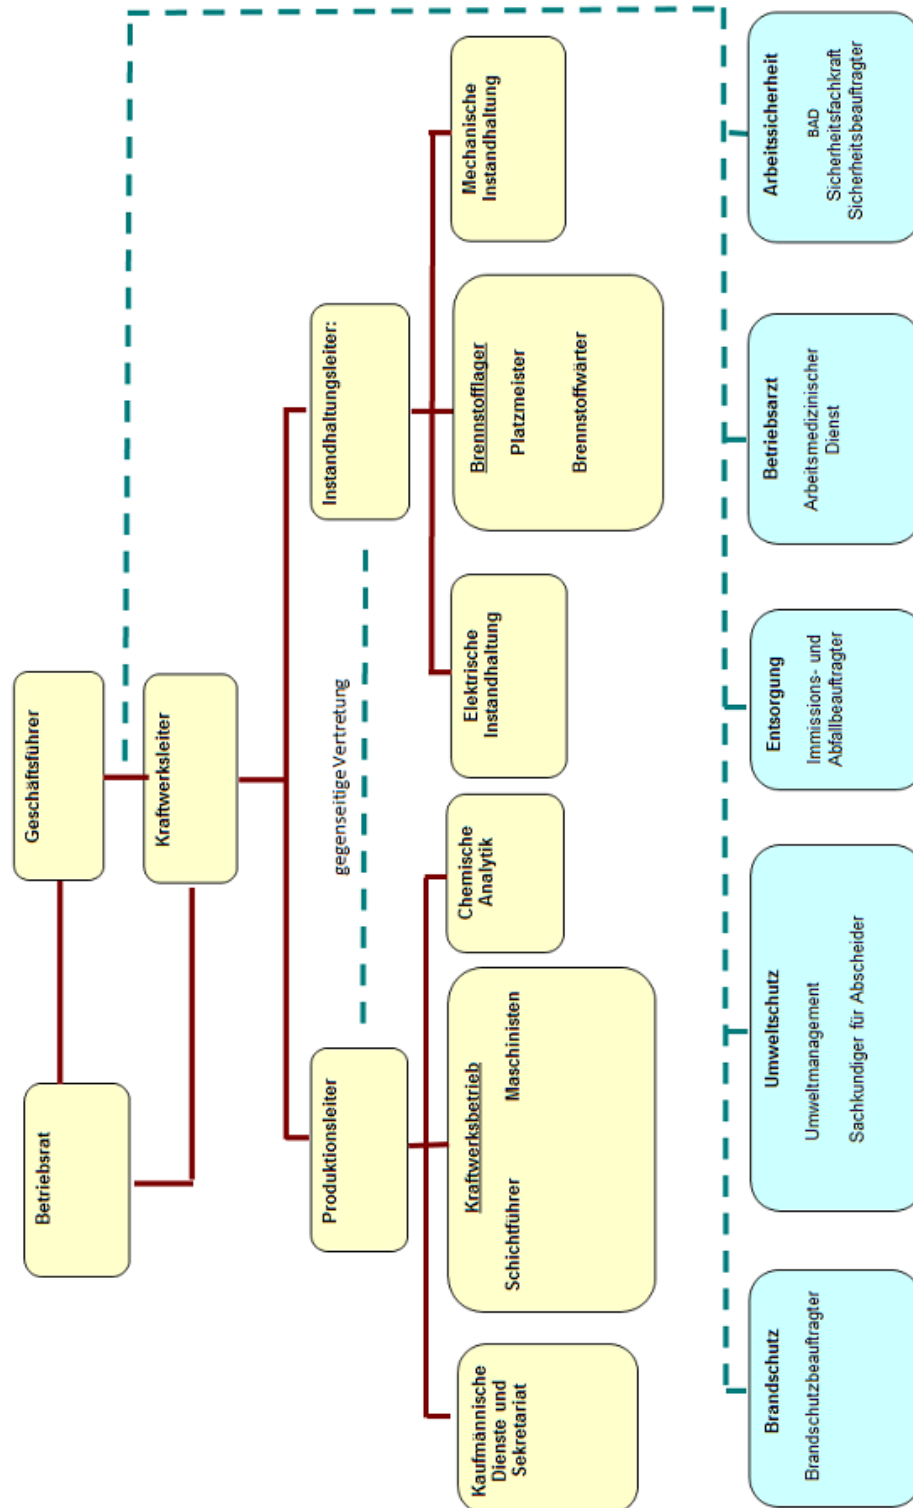 Geschäftsführer
Betriebsrat
Kraftwerksleiter
Produktionsleiter
gegenseitige Vertretung
Instandhaltungsleiter:
Kaufmännische
Dienste und
Sekretariat
Kraftwerksbetrieb
Schichtführer
Maschinisten
Chemische
Analytik
Elektrische
Instandhaltung
Brennstofflager
Platzmeister
Brennstoffwärter
Mechanische
Instandhaltung
Brandschutz
Brandschutzbeauftragter
Umweltschutz
Umweltmanagement
Sachkundiger für Abscheider
Entsorgung
Immissions- und
Abfallbeauftragter
Betriebsarzt
Arbeitsmedizinischer
Dienst
Arbeitssicherheit
BAD
Sicherheitsfachkraft
Sicherheitsbeauftragter